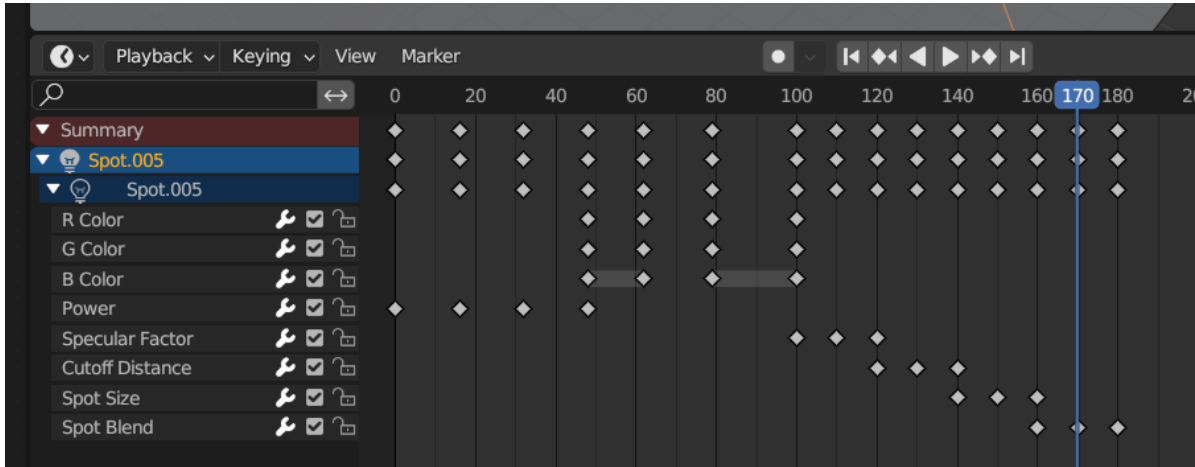 Playback Keying View Marker
0 20 40 60 80 100 120 140 160 170 180
Summary
Spot.005
Spot.005
R Color
G Color
B Color
Power
Specular Factor
Cutoff Distance
Spot Size
Spot Blend